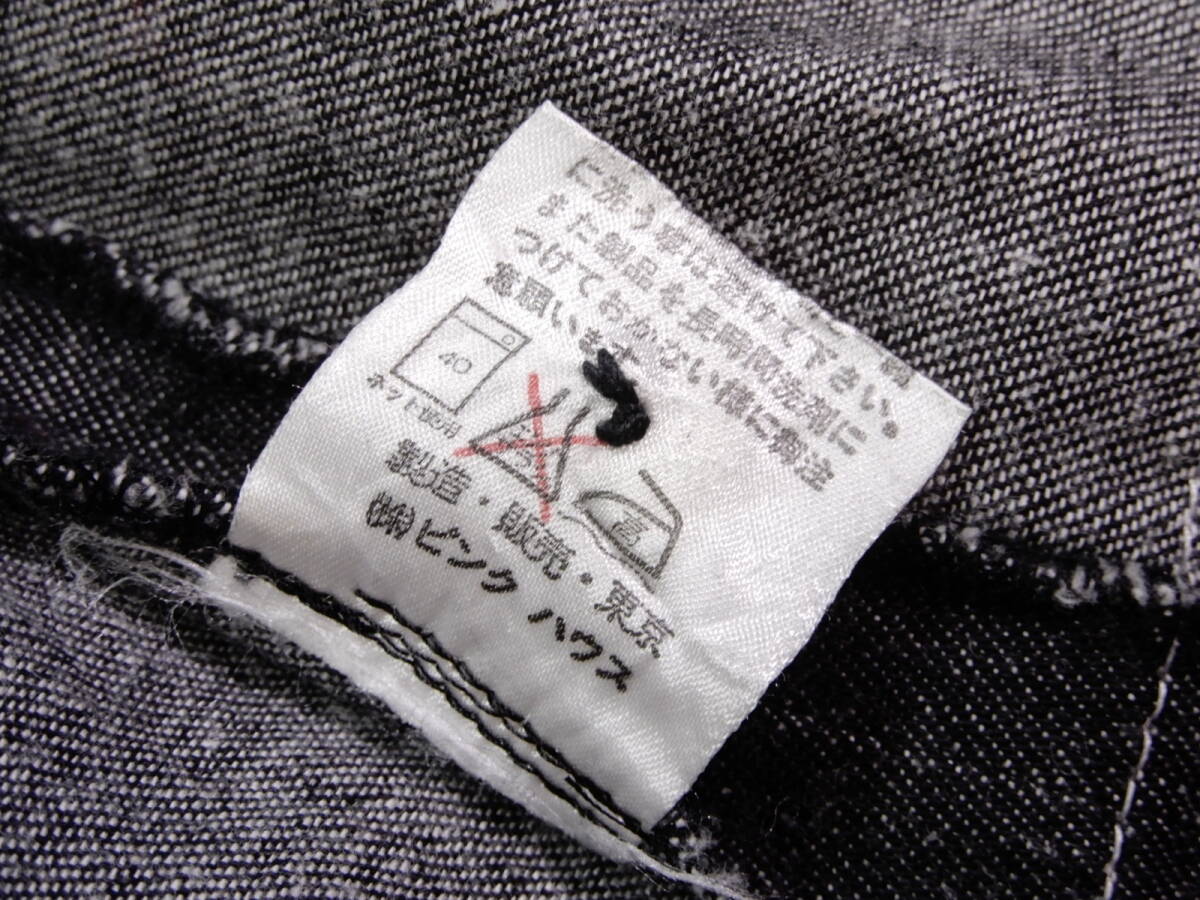 に洗う事は避けて下さい。
また製品を長時間洗剤に
つけておかない様に御注
意願います
40
ネット使用
高
製造・販売・東京
㈱ピンク ハウス